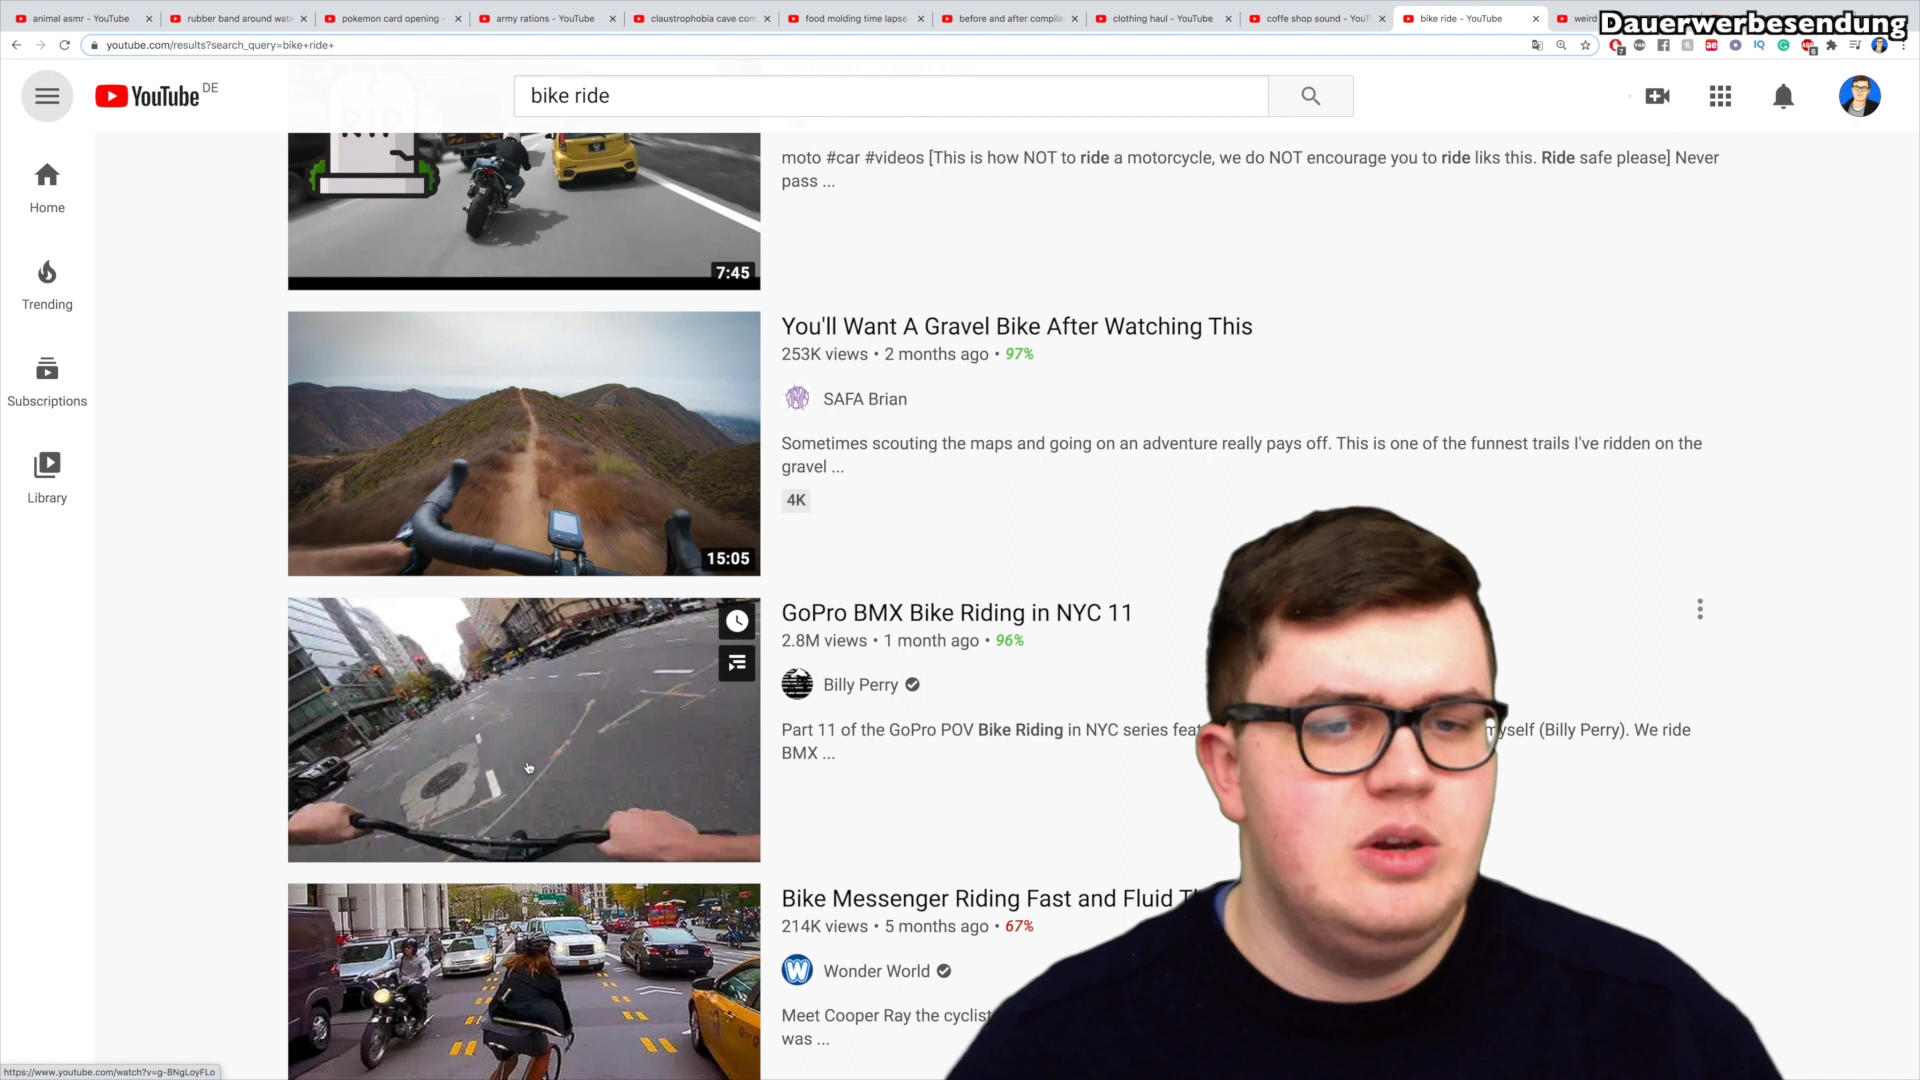 animal asmr - YouTube
rubber band around wate
pokemon card opening -
army rations - YouTube
claustrophobia cave com
food molding time lapse
before and after compila
clothing haul - YouTube
coffe shop sound - YouT
bike ride - YouTube
weird
Dauerwerbesendung
youtube.com/results?search_query=bike+ride+
YouTube DE
bike ride
Home
Trending
Subscriptions
Library
RIP
moto #car #videos [This is how NOT to ride a motorcycle, we do NOT encourage you to ride like this. Ride safe please] Never
pass ...
7:45
You'll Want A Gravel Bike After Watching This
253K views • 2 months ago • 97%
SAFA Brian
Sometimes scouting the maps and going on an adventure really pays off. This is one of the funnest trails I've ridden on the
gravel ...
4K
15:05
GoPro BMX Bike Riding in NYC 11
2.8M views • 1 month ago • 96%
Billy Perry
Part 11 of the GoPro POV Bike Riding in NYC series feat
myself (Billy Perry). We ride
BMX ...
Bike Messenger Riding Fast and Fluid T
214K views • 5 months ago • 67%
W
Wonder World
Meet Cooper Ray the cyclist
was ...
https://www.youtube.com/watch?v=g-8NgLoyFLo